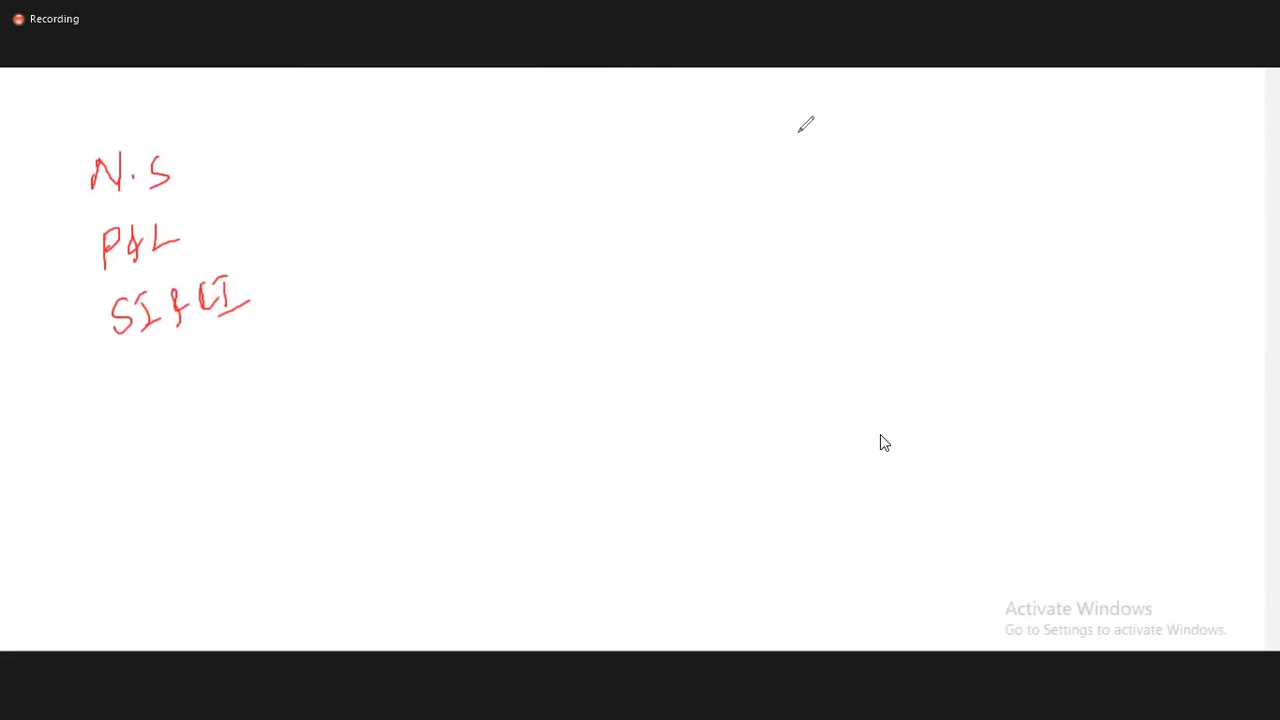 Recording
N.S
P&L
SI & CI
Activate Windows
Go to Settings to activate Windows.